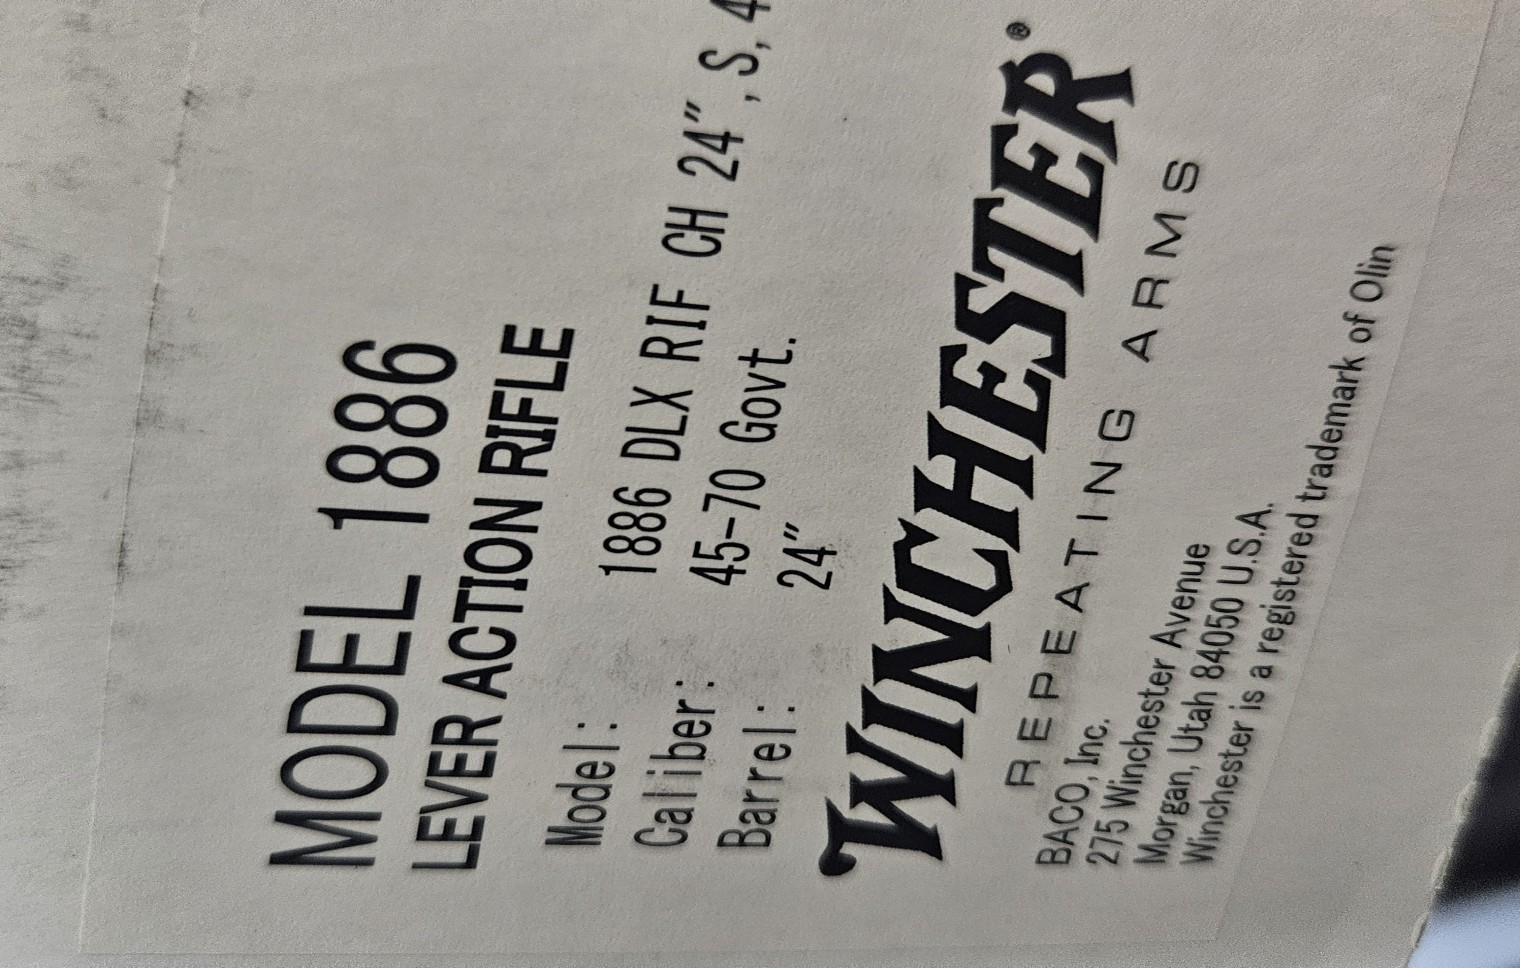 MODEL 1886
LEVER ACTION RIFLE
Model: 1886 DLX RIF CH 24", S, 4
Caliber: 45-70 Govt.
Barrel: 24"
WINCHESTER®
REPEATING ARMS
BACO, Inc.
275 Winchester Avenue
Morgan, Utah 84050 U.S.A.
Winchester is a registered trademark of Olin